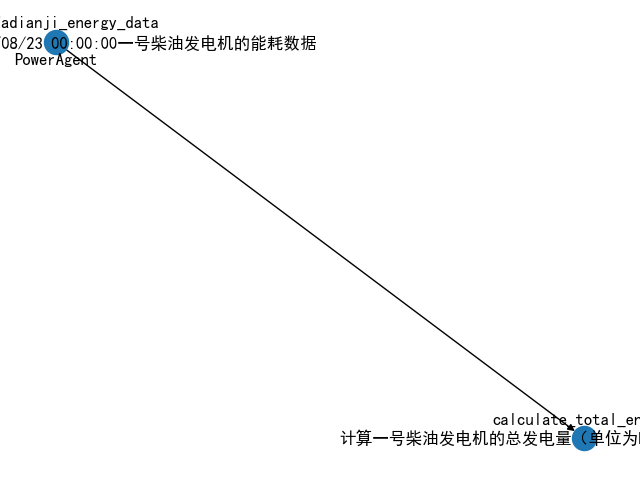 adianji_energy_data
/08/23 00:00:00一号柴油发电机的能耗数据
PowerAgent
calculate_total_en
计算一号柴油发电机的总发电量（单位为